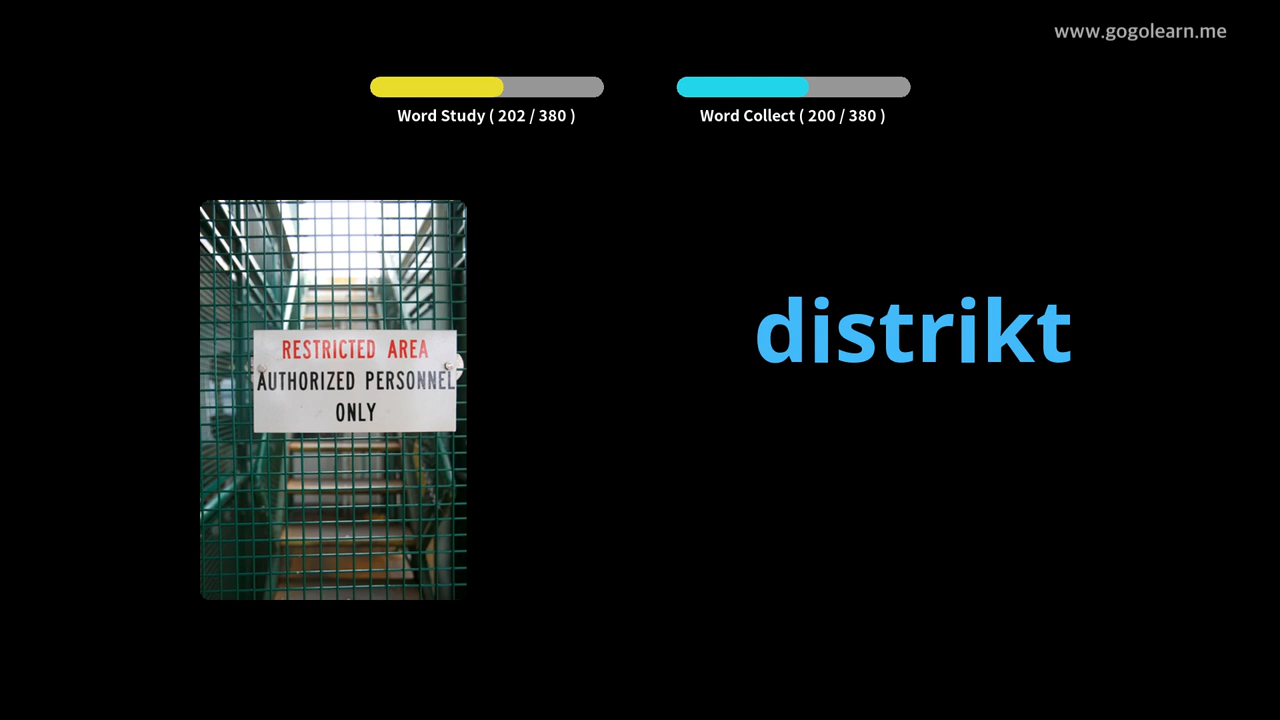 www.gogolearn.me
Word Study ( 202 / 380 )
Word Collect ( 200 / 380 )
RESTRICTED AREA
AUTHORIZED PERSONNEL
ONLY
distrikt